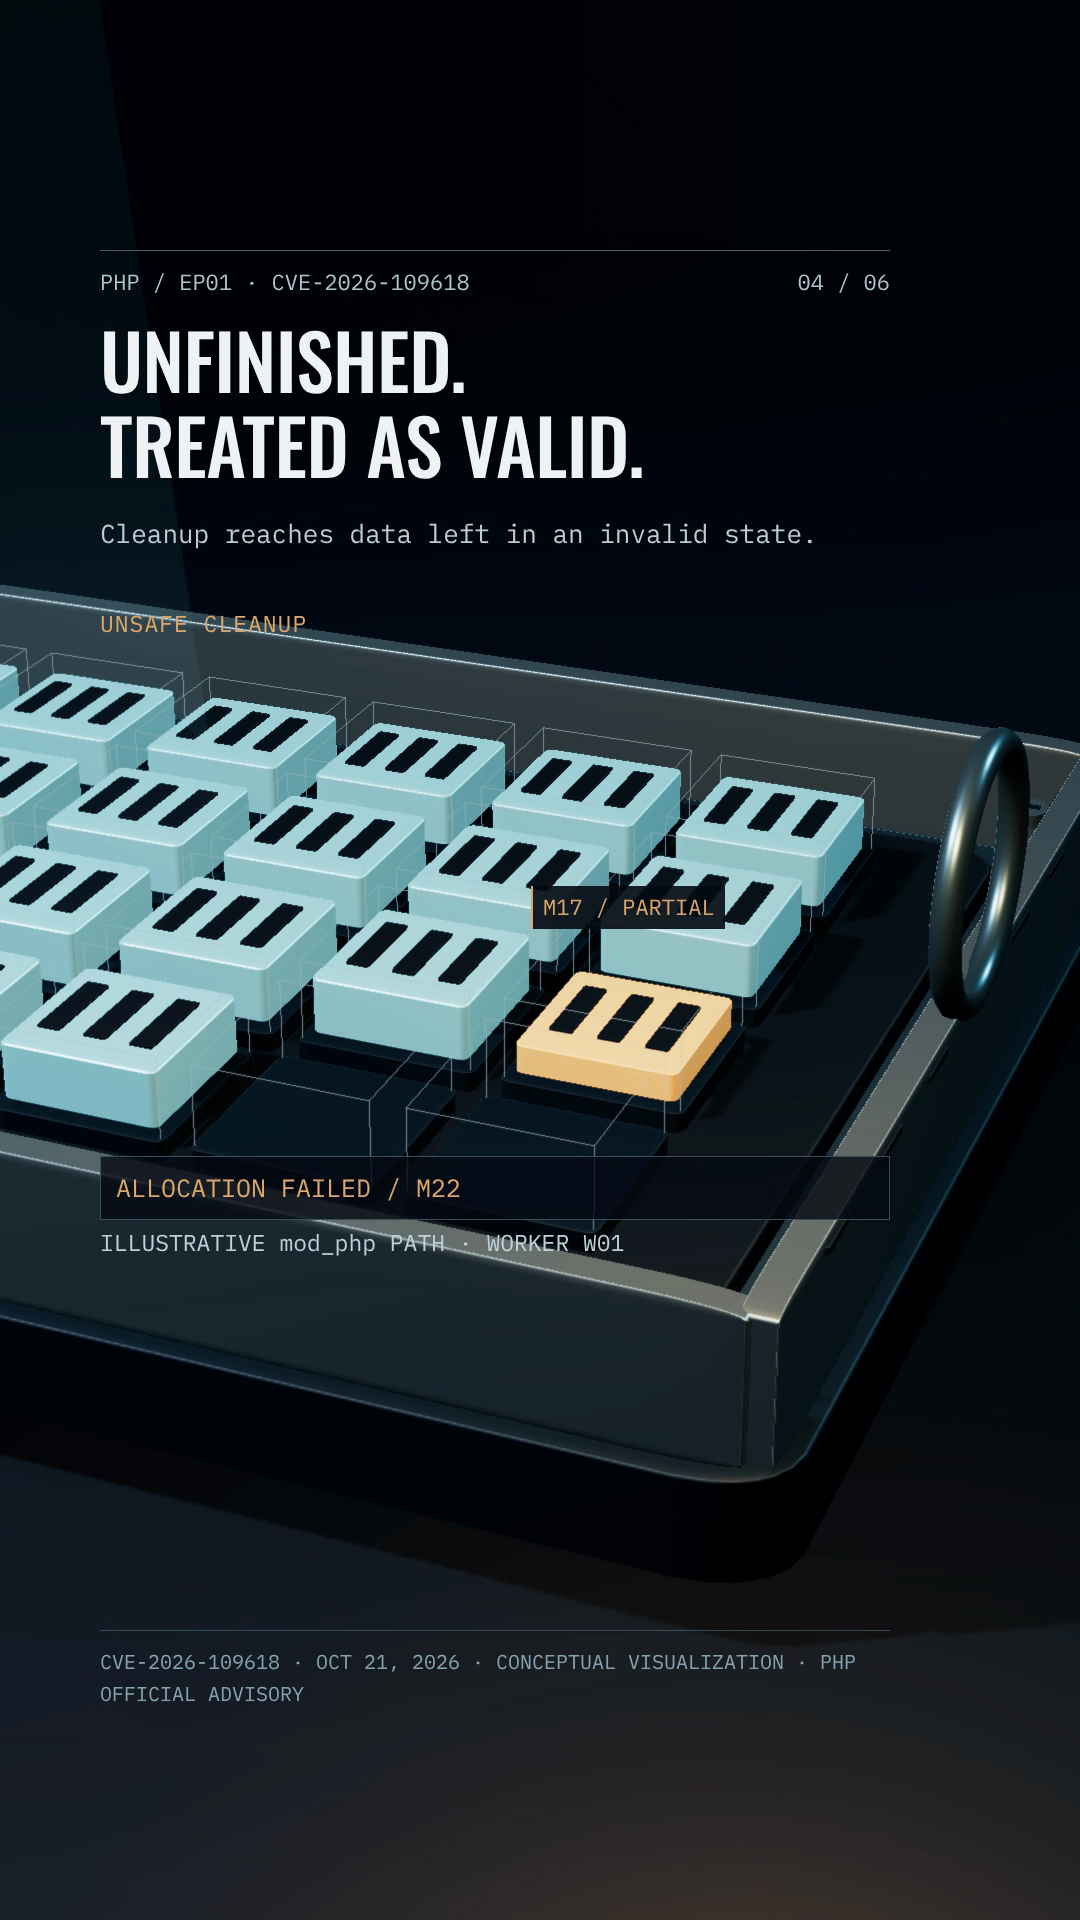 PHP / EP01 · CVE-2026-109618
04 / 06
UNFINISHED.
TREATED AS VALID.
Cleanup reaches data left in an invalid state.
UNSAFE CLEANUP
M17 / PARTIAL
ALLOCATION FAILED / M22
ILLUSTRATIVE mod_php PATH · WORKER W01
CVE-2026-109618 · OCT 21, 2026 · CONCEPTUAL VISUALIZATION · PHP
OFFICIAL ADVISORY